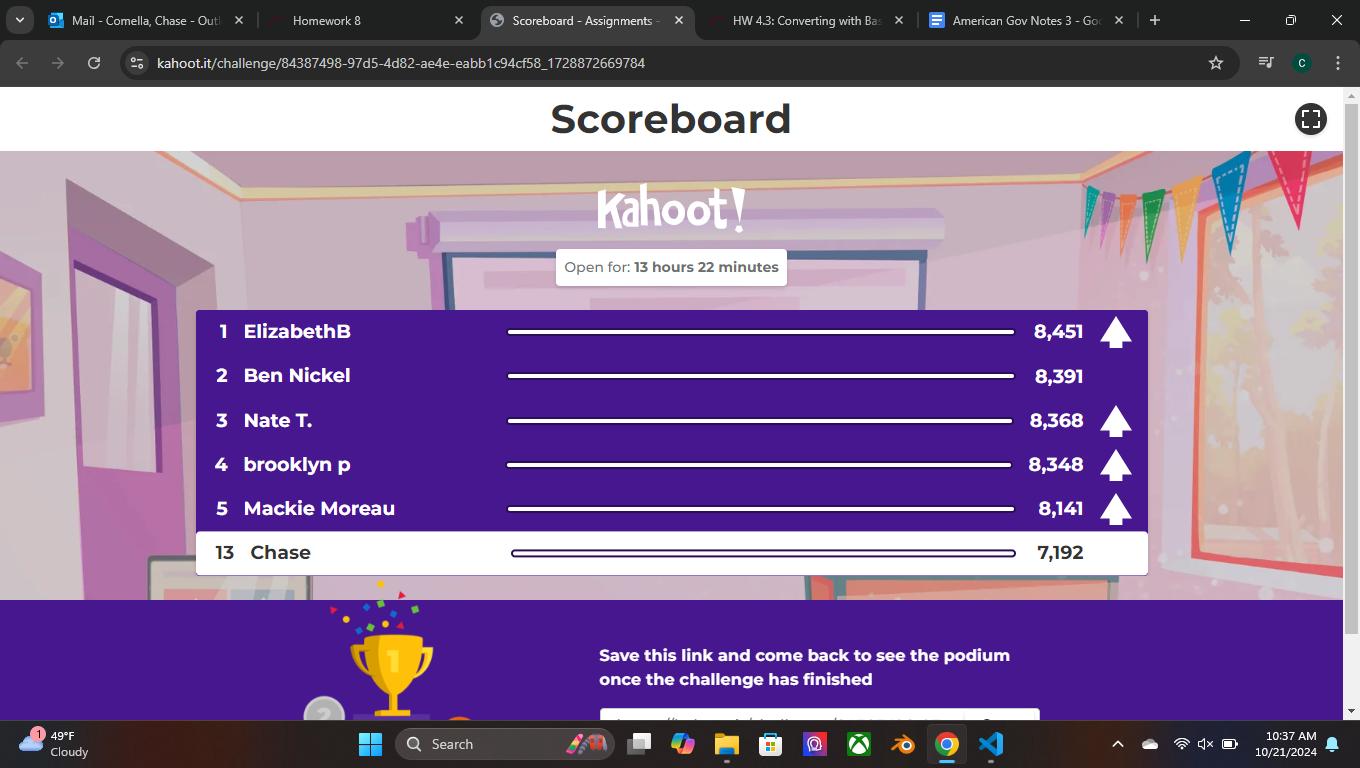 Mail - Comella, Chase - Outl
Homework 8
Scoreboard - Assignments -
HW 4.3: Converting with Bas
American Gov Notes 3 - Goo
kahoot.it/challenge/84387498-97d5-4d82-ae4e-eabb1c94cf58_1728872669784
C
Scoreboard
Kahoot!
Open for: 13 hours 22 minutes
1 ElizabethB 8,451
2 Ben Nickel 8,391
3 Nate T. 8,368
4 brooklyn p 8,348
5 Mackie Moreau 8,141
13 Chase 7,192
1
2
Save this link and come back to see the podium
once the challenge has finished
1
49°F
Cloudy
Search
10:37 AM
10/21/2024